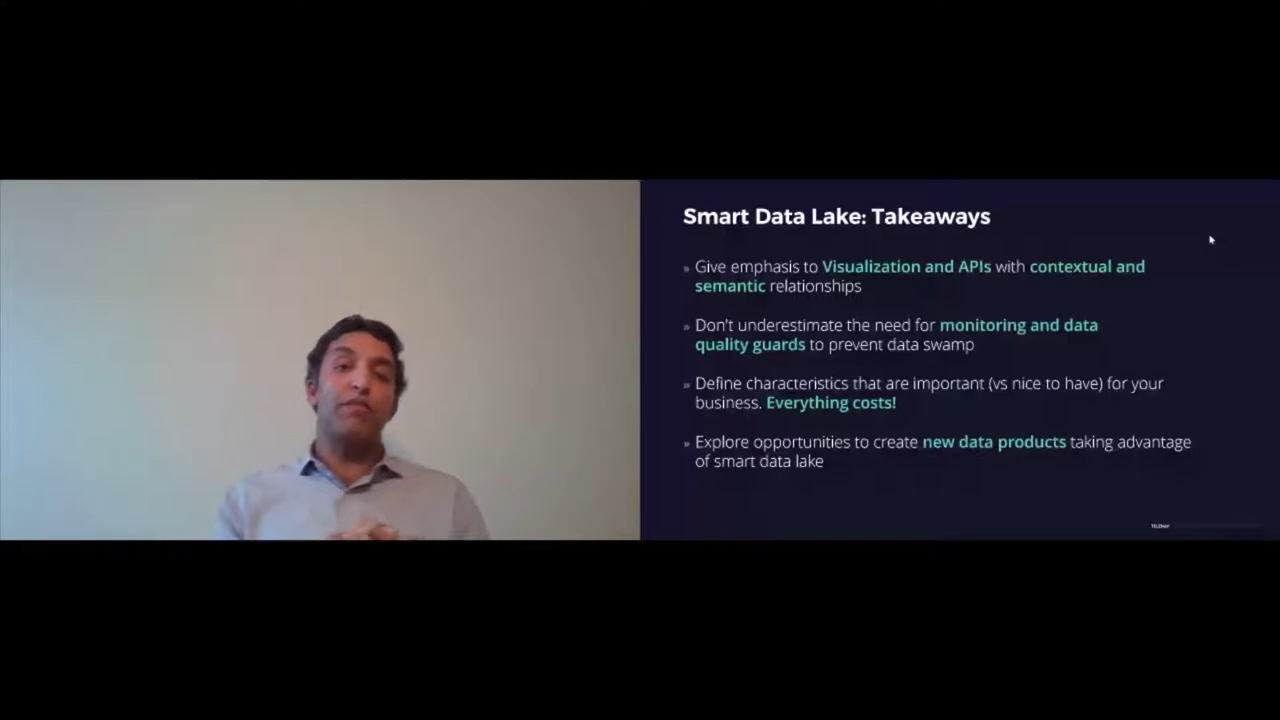 Smart Data Lake: Takeaways
» Give emphasis to Visualization and APIs with contextual and
semantic relationships
» Don't underestimate the need for monitoring and data
quality guards to prevent data swamp
» Define characteristics that are important (vs nice to have) for your
business. Everything costs!
» Explore opportunities to create new data products taking advantage
of smart data lake
TELENAV